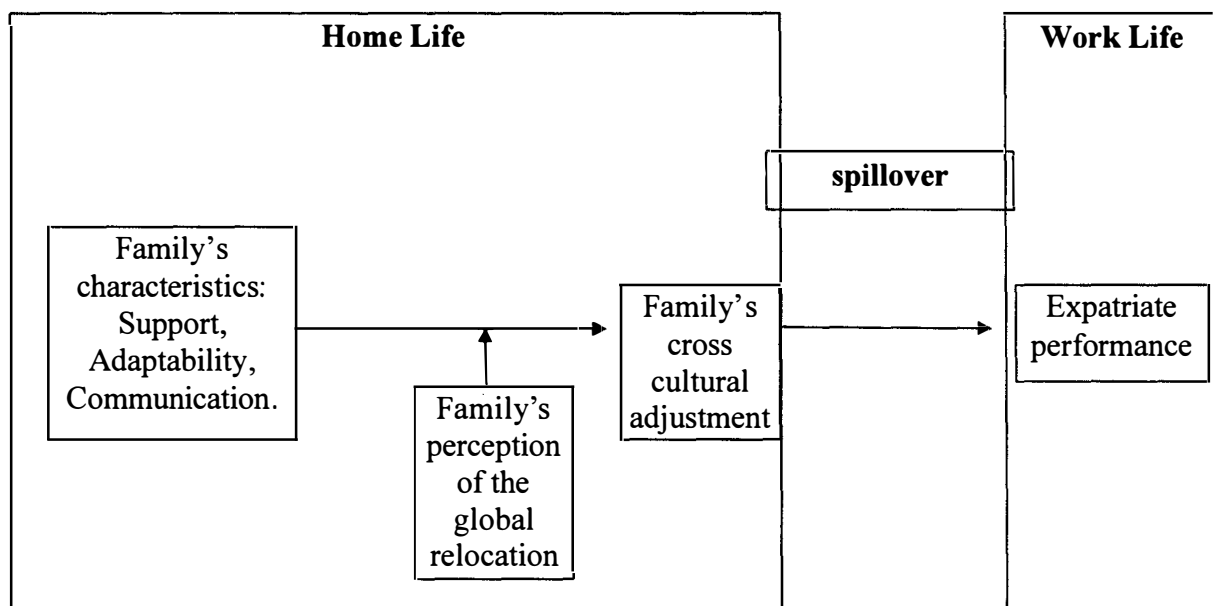 Home Life
Work Life
spillover
Family’s
characteristics:
Support,
Adaptability,
Communication.
Family’s
perception
of the
global
relocation
Family’s
cross
cultural
adjustment
Expatriate
performance